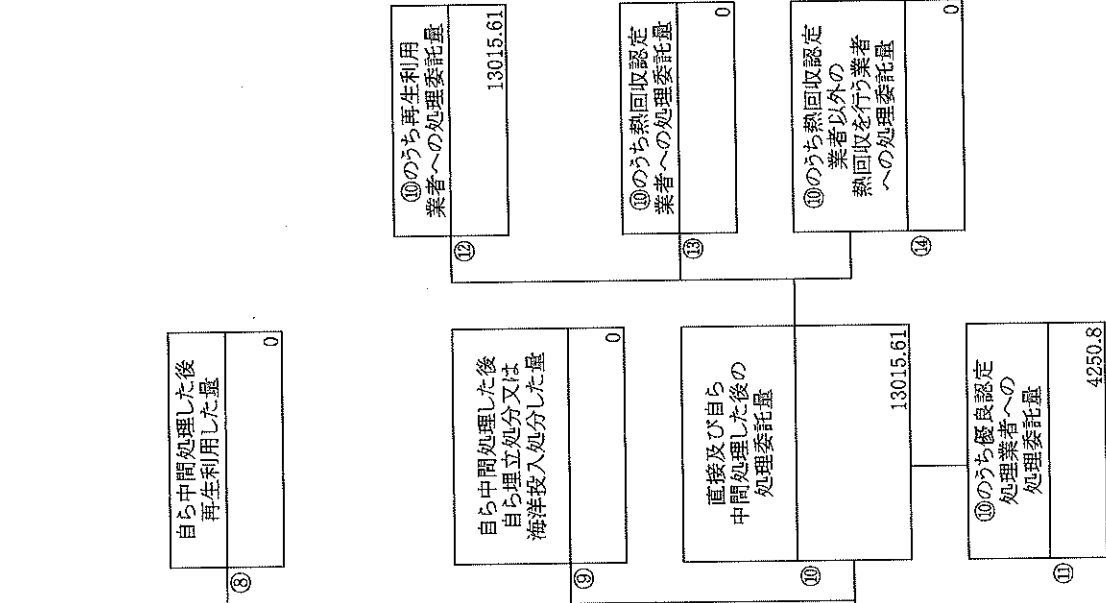 ⑧
自ら中間処理した後
再生利用した量
0
⑨
自ら中間処理した後
自ら埋立処分又は
海洋投入処分した量
0
⑩
直接及び自ら
中間処理した後の
処理委託量
13015.61
⑪
⑩のうち優良認定
処理業者への
処理委託量
4250.8
⑫
⑩のうち再生利用
業者への処理委託量
13015.61
⑬
⑩のうち熱回収認定
業者への処理委託量
0
⑭
⑩のうち熱回収認定
業者以外の
熱回収を行う業者
への処理委託量
0